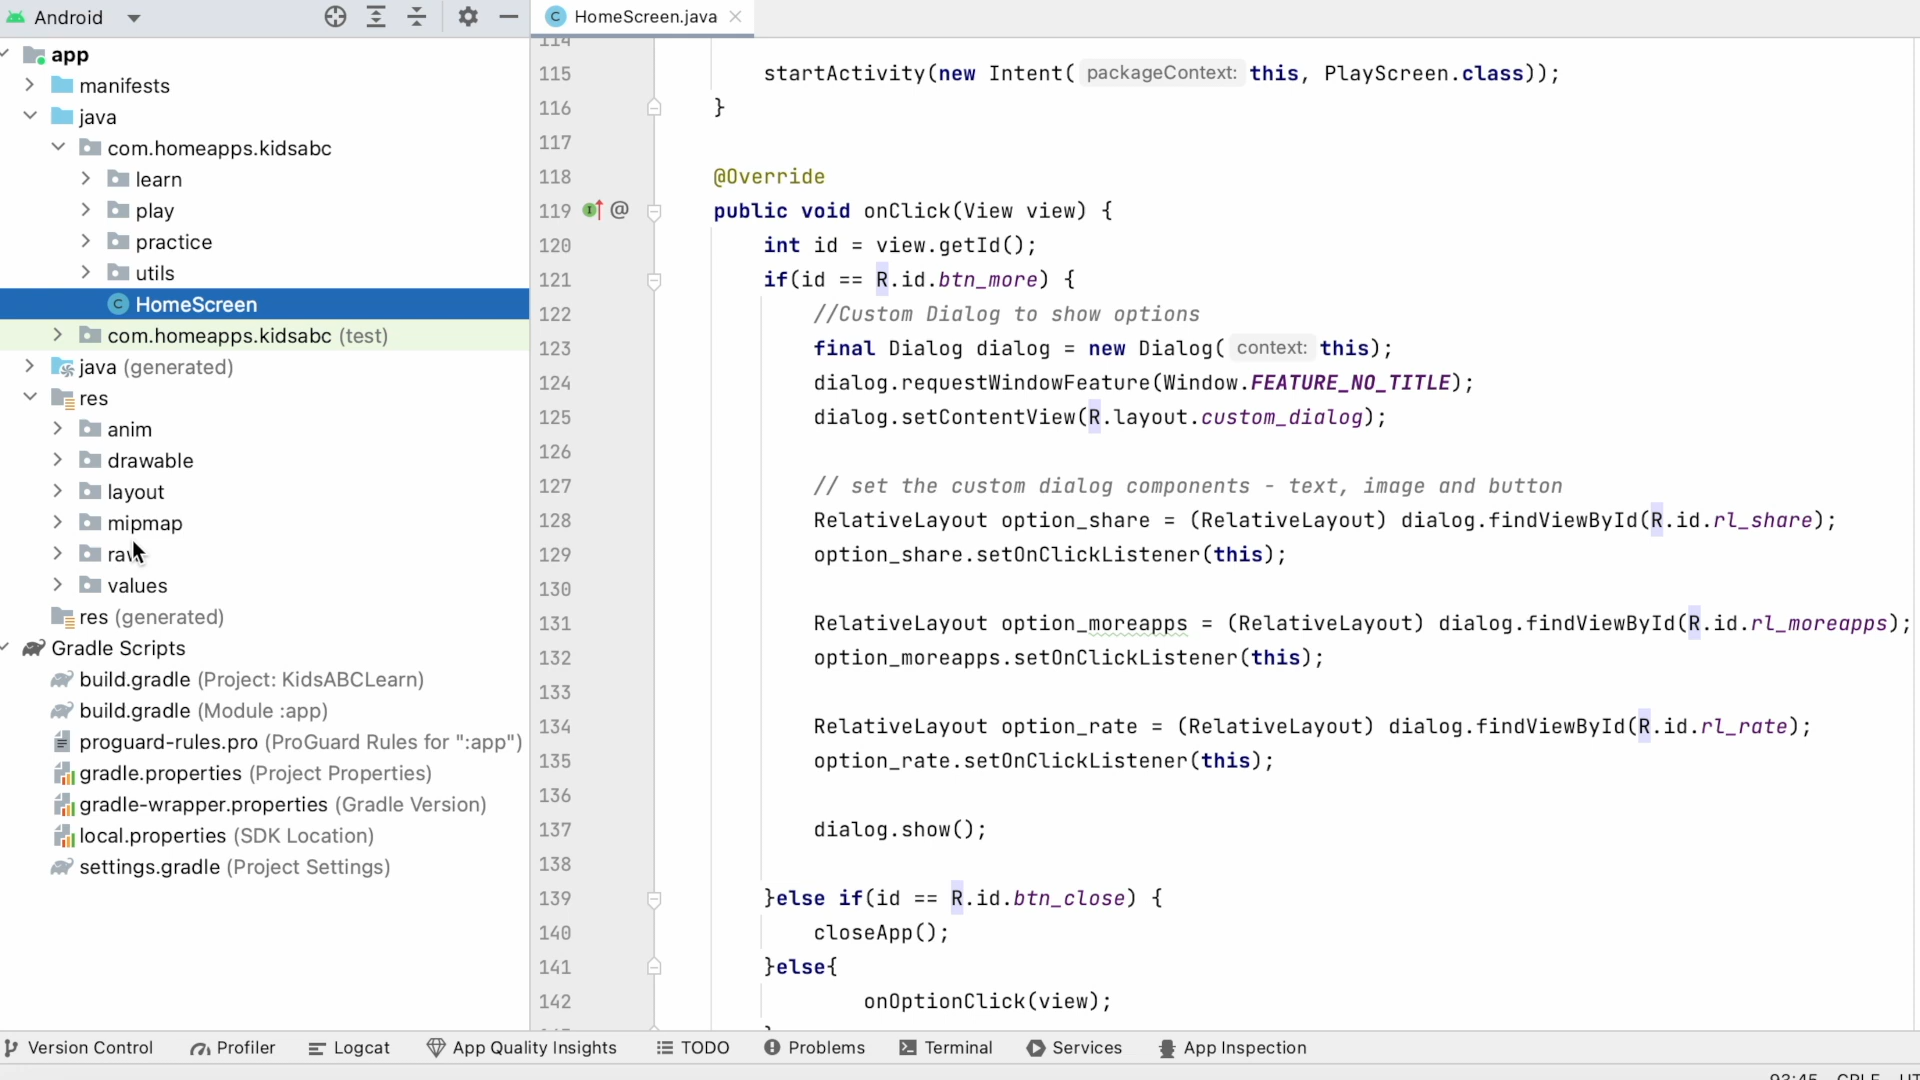 Android
HomeScreen.java
app
manifests
java
com.homeapps.kidsabc
learn
play
practice
utils
HomeScreen
com.homeapps.kidsabc (test)
java (generated)
res
anim
drawable
layout
mipmap
raw
values
res (generated)
Gradle Scripts
build.gradle (Project: KidsABCLearn)
build.gradle (Module :app)
proguard-rules.pro (ProGuard Rules for ":app")
gradle.properties (Project Properties)
gradle-wrapper.properties (Gradle Version)
local.properties (SDK Location)
settings.gradle (Project Settings)
114
115 startActivity(new Intent( packageContext: this, PlayScreen.class));
116 }
117
118 @Override
119 @ public void onClick(View view) {
120 int id = view.getId();
121 if(id == R.id.btn_more) {
122 //Custom Dialog to show options
123 final Dialog dialog = new Dialog( context: this);
124 dialog.requestWindowFeature(Window.FEATURE_NO_TITLE);
125 dialog.setContentView(R.layout.custom_dialog);
126
127 // set the custom dialog components - text, image and button
128 RelativeLayout option_share = (RelativeLayout) dialog.findViewById(R.id.rl_share);
129 option_share.setOnClickListener(this);
130
131 RelativeLayout option_moreapps = (RelativeLayout) dialog.findViewById(R.id.rl_moreapps);
132 option_moreapps.setOnClickListener(this);
133
134 RelativeLayout option_rate = (RelativeLayout) dialog.findViewById(R.id.rl_rate);
135 option_rate.setOnClickListener(this);
136
137 dialog.show();
138
139 }else if(id == R.id.btn_close) {
140 closeApp();
141 }else{
142 onOptionClick(view);
Version Control Profiler Logcat App Quality Insights TODO Problems Terminal Services App Inspection
93:45 CRLF